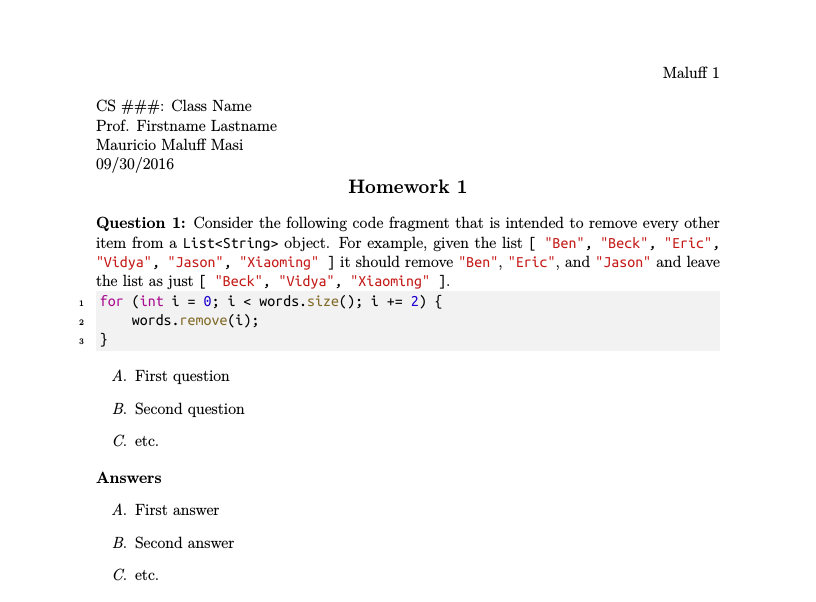 Maluff 1
CS ###: Class Name
Prof. Firstname Lastname
Mauricio Maluff Masi
09/30/2016
Homework 1
Question 1: Consider the following code fragment that is intended to remove every other
item from a List<String> object. For example, given the list [ "Ben", "Beck", "Eric",
"Vidya", "Jason", "Xiaoming" ] it should remove "Ben", "Eric", and "Jason" and leave
the list as just [ "Beck", "Vidya", "Xiaoming" ].
1 for (int i = 0; i < words.size(); i += 2) {
2     words.remove(i);
3 }
A. First question
B. Second question
C. etc.
Answers
A. First answer
B. Second answer
C. etc.